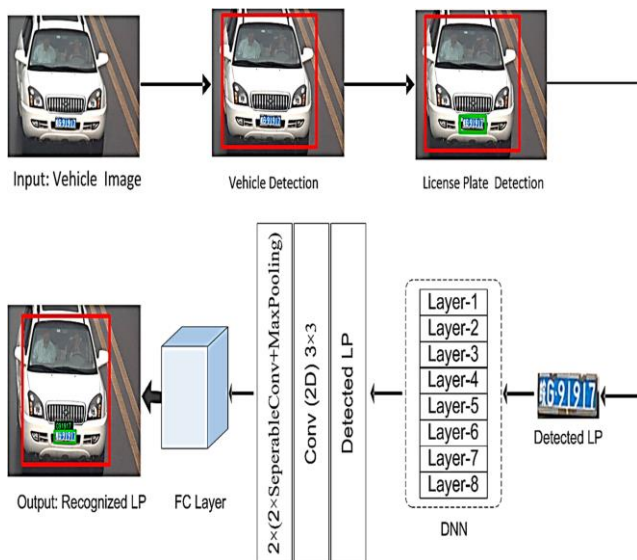 Input: Vehicle Image
Vehicle Detection
License Plate Detection
Layer-1
Layer-2
Layer-3
Layer-4
Layer-5
Layer-6
Layer-7
Layer-8
DNN
G·91917
Detected LP
Detected LP
Conv (2D) 3×3
2×(2×SeperableConv+MaxPooling)
FC Layer
Output: Recognized LP